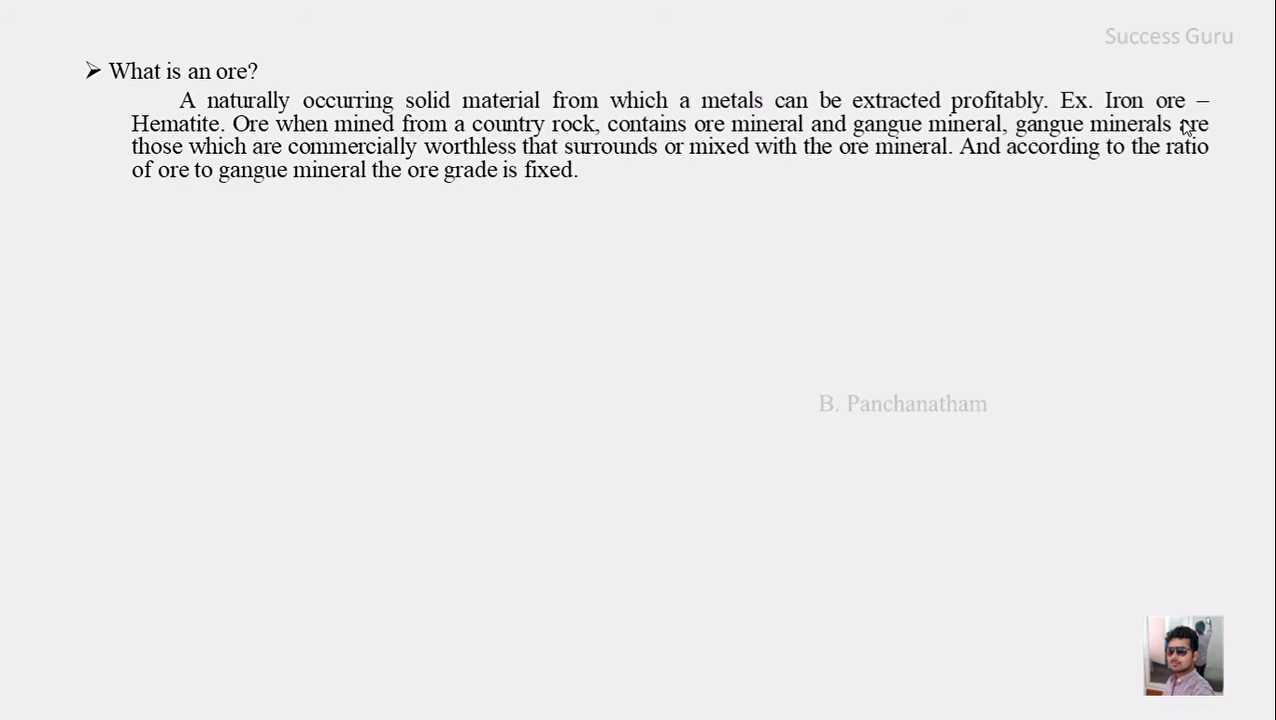 Success Guru
➢ What is an ore?
A naturally occurring solid material from which a metals can be extracted profitably. Ex. Iron ore –
Hematite. Ore when mined from a country rock, contains ore mineral and gangue mineral, gangue minerals are
those which are commercially worthless that surrounds or mixed with the ore mineral. And according to the ratio
of ore to gangue mineral the ore grade is fixed.
B. Panchanatham